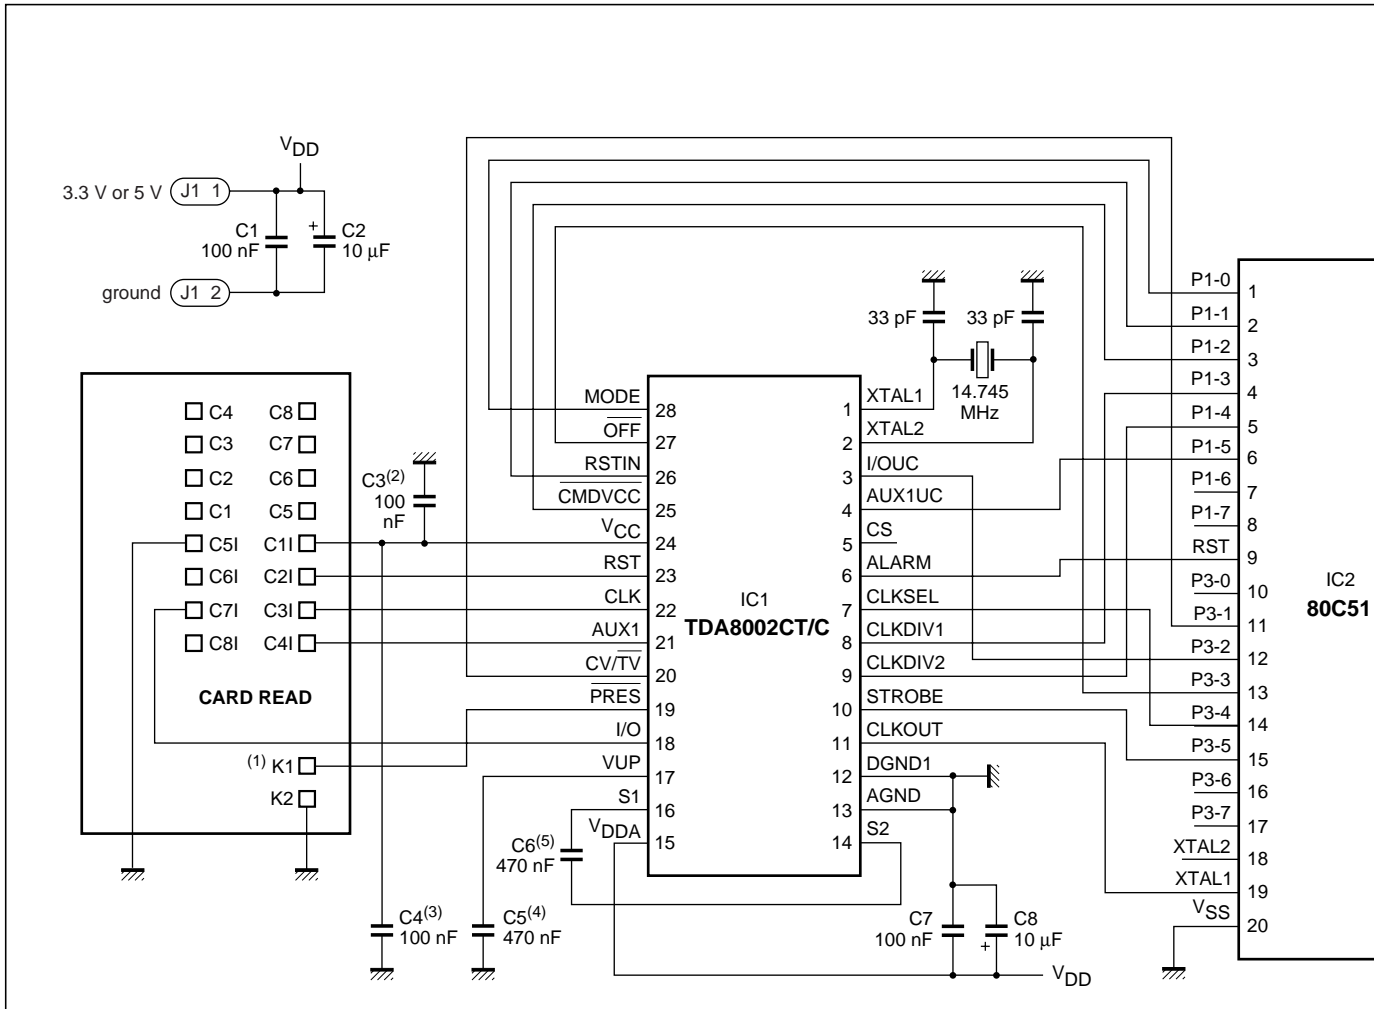 V_DD
3.3 V or 5 V J1 1
C1
100 nF
+ C2
10 µF
ground J1 2
C4 C8
C3 C7
C2 C6
C1 C5
C5I C1I
C6I C2I
C7I C3I
C8I C4I
CARD READ
(1) K1
K2
C3(2)
100
nF
C4(3)
100 nF
C5(4)
470 nF
C6(5)
470 nF
MODE 28
O̅F̅F̅ 27
RSTIN 26
C̅M̅D̅V̅C̅C̅ 25
V_CC 24
RST 23
CLK 22
AUX1 21
CV/T̅V̅ 20
P̅R̅E̅S̅ 19
I/O 18
VUP 17
S1 16
V_DDA 15
IC1
TDA8002CT/C
1 XTAL1
2 XTAL2
3 I/OUC
4 AUX1UC
5 CS
6 ALARM
7 CLKSEL
8 CLKDIV1
9 CLKDIV2
10 STROBE
11 CLKOUT
12 DGND1
13 AGND
14 S2
33 pF 33 pF
14.745
MHz
C7
100 nF
C8
+ 10 µF
V_DD
P1-0 1
P1-1 2
P1-2 3
P1-3 4
P1-4 5
P1-5 6
P1-6 7
P1-7 8
RST 9
P3-0 10
P3-1 11
P3-2 12
P3-3 13
P3-4 14
P3-5 15
P3-6 16
P3-7 17
XTAL2 18
XTAL1 19
V_SS 20
IC2
80C51